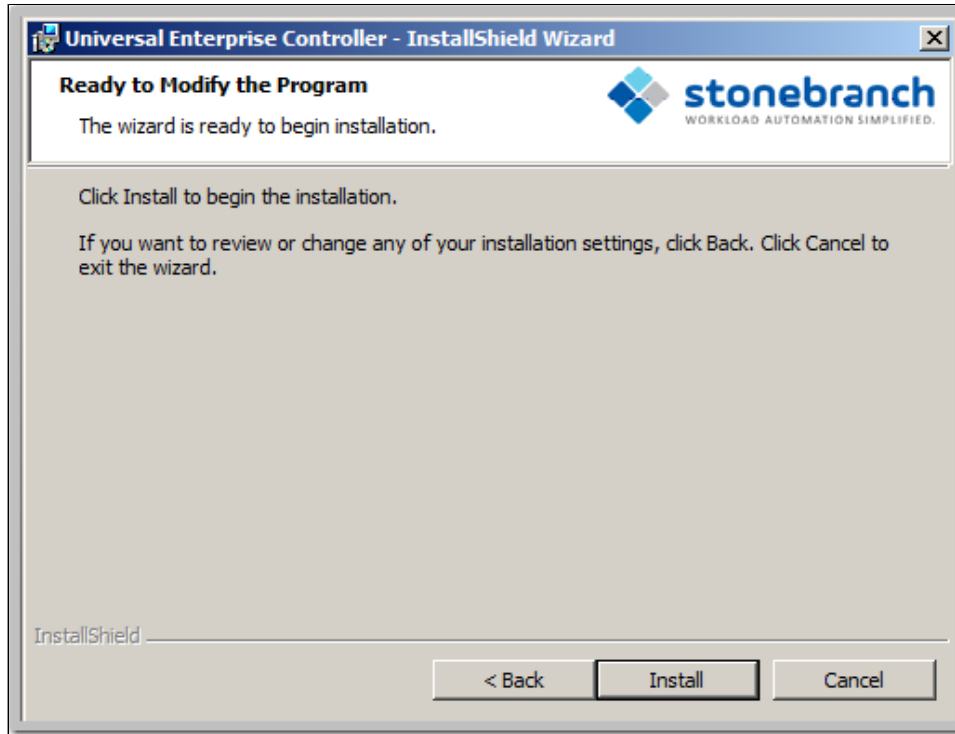 Universal Enterprise Controller - InstallShield Wizard
Ready to Modify the Program
The wizard is ready to begin installation.
stonebranch
WORKLOAD AUTOMATION SIMPLIFIED.
Click Install to begin the installation.
If you want to review or change any of your installation settings, click Back. Click Cancel to
exit the wizard.
InstallShield
< Back
Install
Cancel